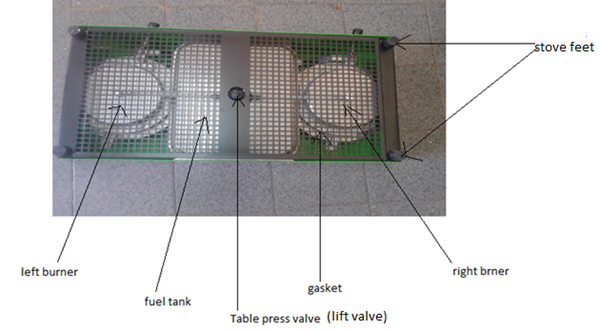 stove feet
left burner
fuel tank
Table press valve (lift valve)
gasket
right brner